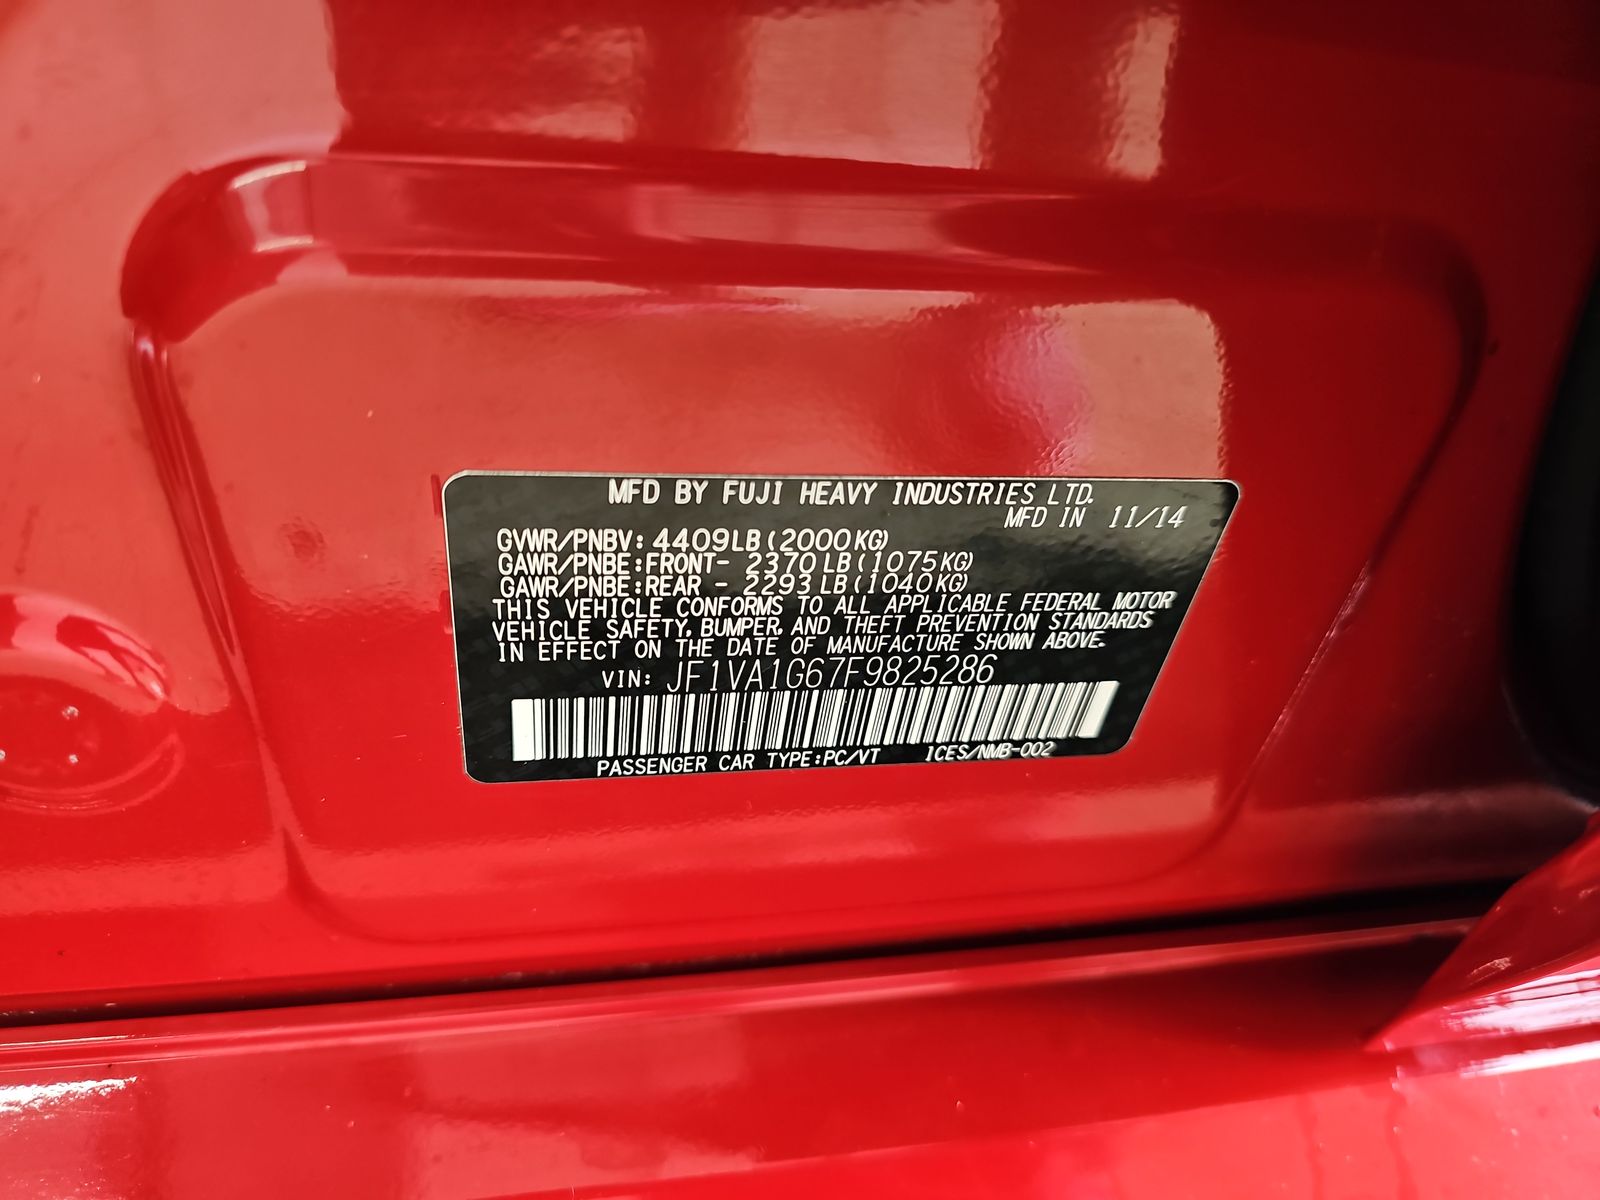 MFD BY FUJI HEAVY INDUSTRIES LTD.
MFD IN 11/14
GVWR/PNBV: 4409LB(2000KG)
GAWR/PNBE:FRONT- 2370LB(1075KG)
GAWR/PNBE:REAR - 2293LB(1040KG)
THIS VEHICLE CONFORMS TO ALL APPLICABLE FEDERAL MOTOR
VEHICLE SAFETY, BUMPER, AND THEFT PREVENTION STANDARDS
IN EFFECT ON THE DATE OF MANUFACTURE SHOWN ABOVE.
VIN: JF1VA1G67F9825286
PASSENGER CAR TYPE:PC/VT ICES/NMB-002